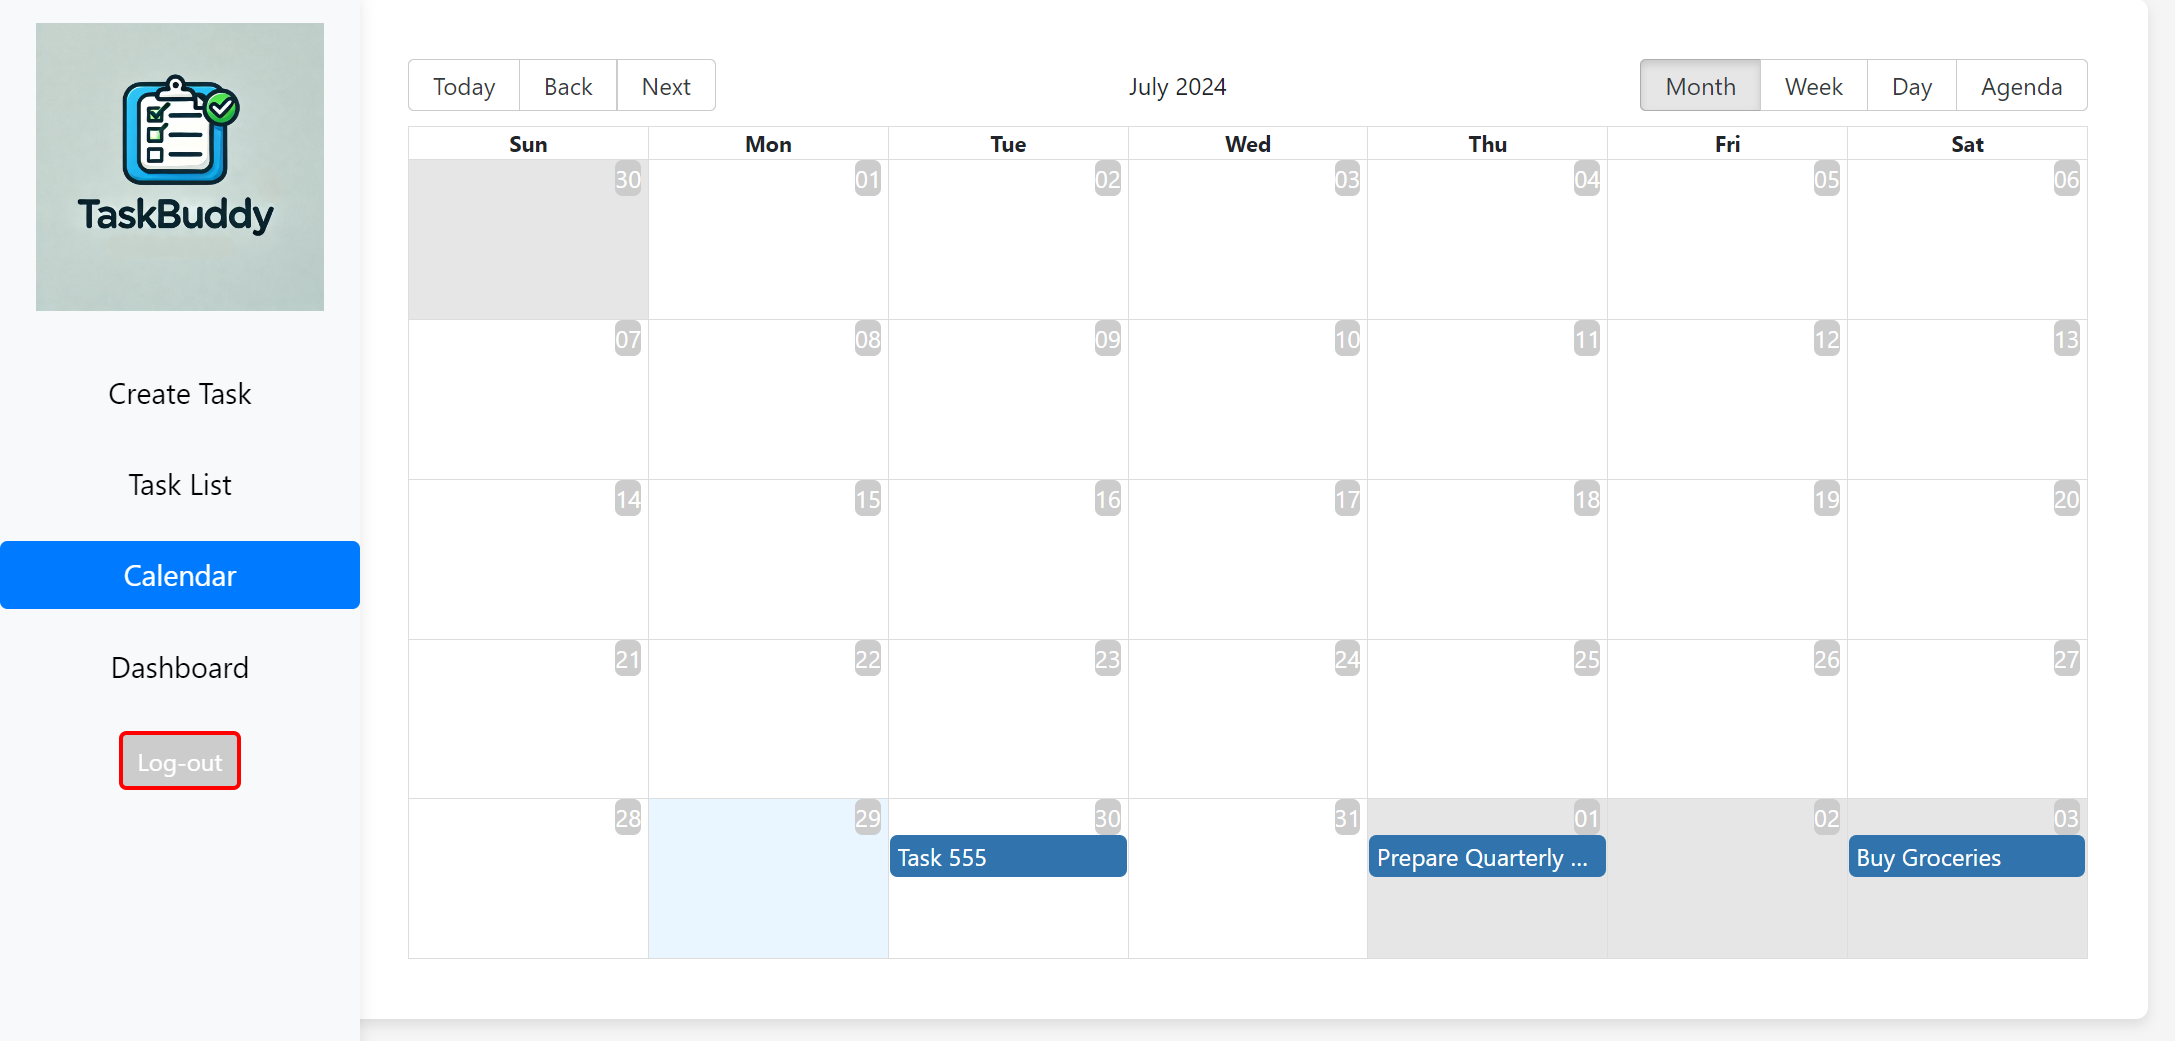 TaskBuddy
Create Task
Task List
Calendar
Dashboard
Log-out
Today Back Next July 2024 Month Week Day Agenda
Sun Mon Tue Wed Thu Fri Sat
30 01 02 03 04 05 06
07 08 09 10 11 12 13
14 15 16 17 18 19 20
21 22 23 24 25 26 27
28 29 30 31 01 02 03
Task 555 Prepare Quarterly ... Buy Groceries